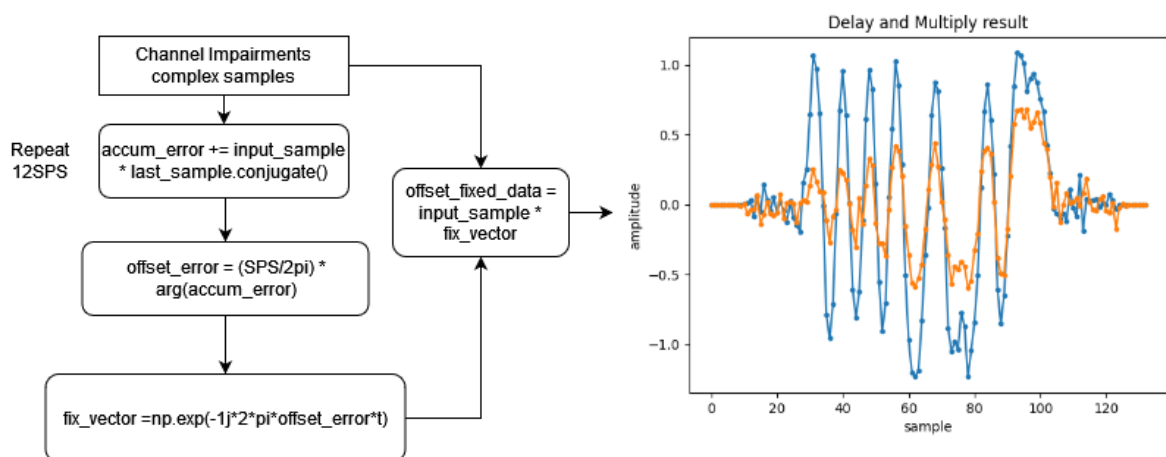 Channel Impairments
complex samples
Repeat
12SPS
accum_error += input_sample
* last_sample.conjugate()
offset_error = (SPS/2pi) *
arg(accum_error)
fix_vector =np.exp(-1j*2*pi*offset_error*t)
offset_fixed_data =
input_sample *
fix_vector
Delay and Multiply result
amplitude
1.0
0.5
0.0
−0.5
−1.0
0 20 40 60 80 100 120
sample